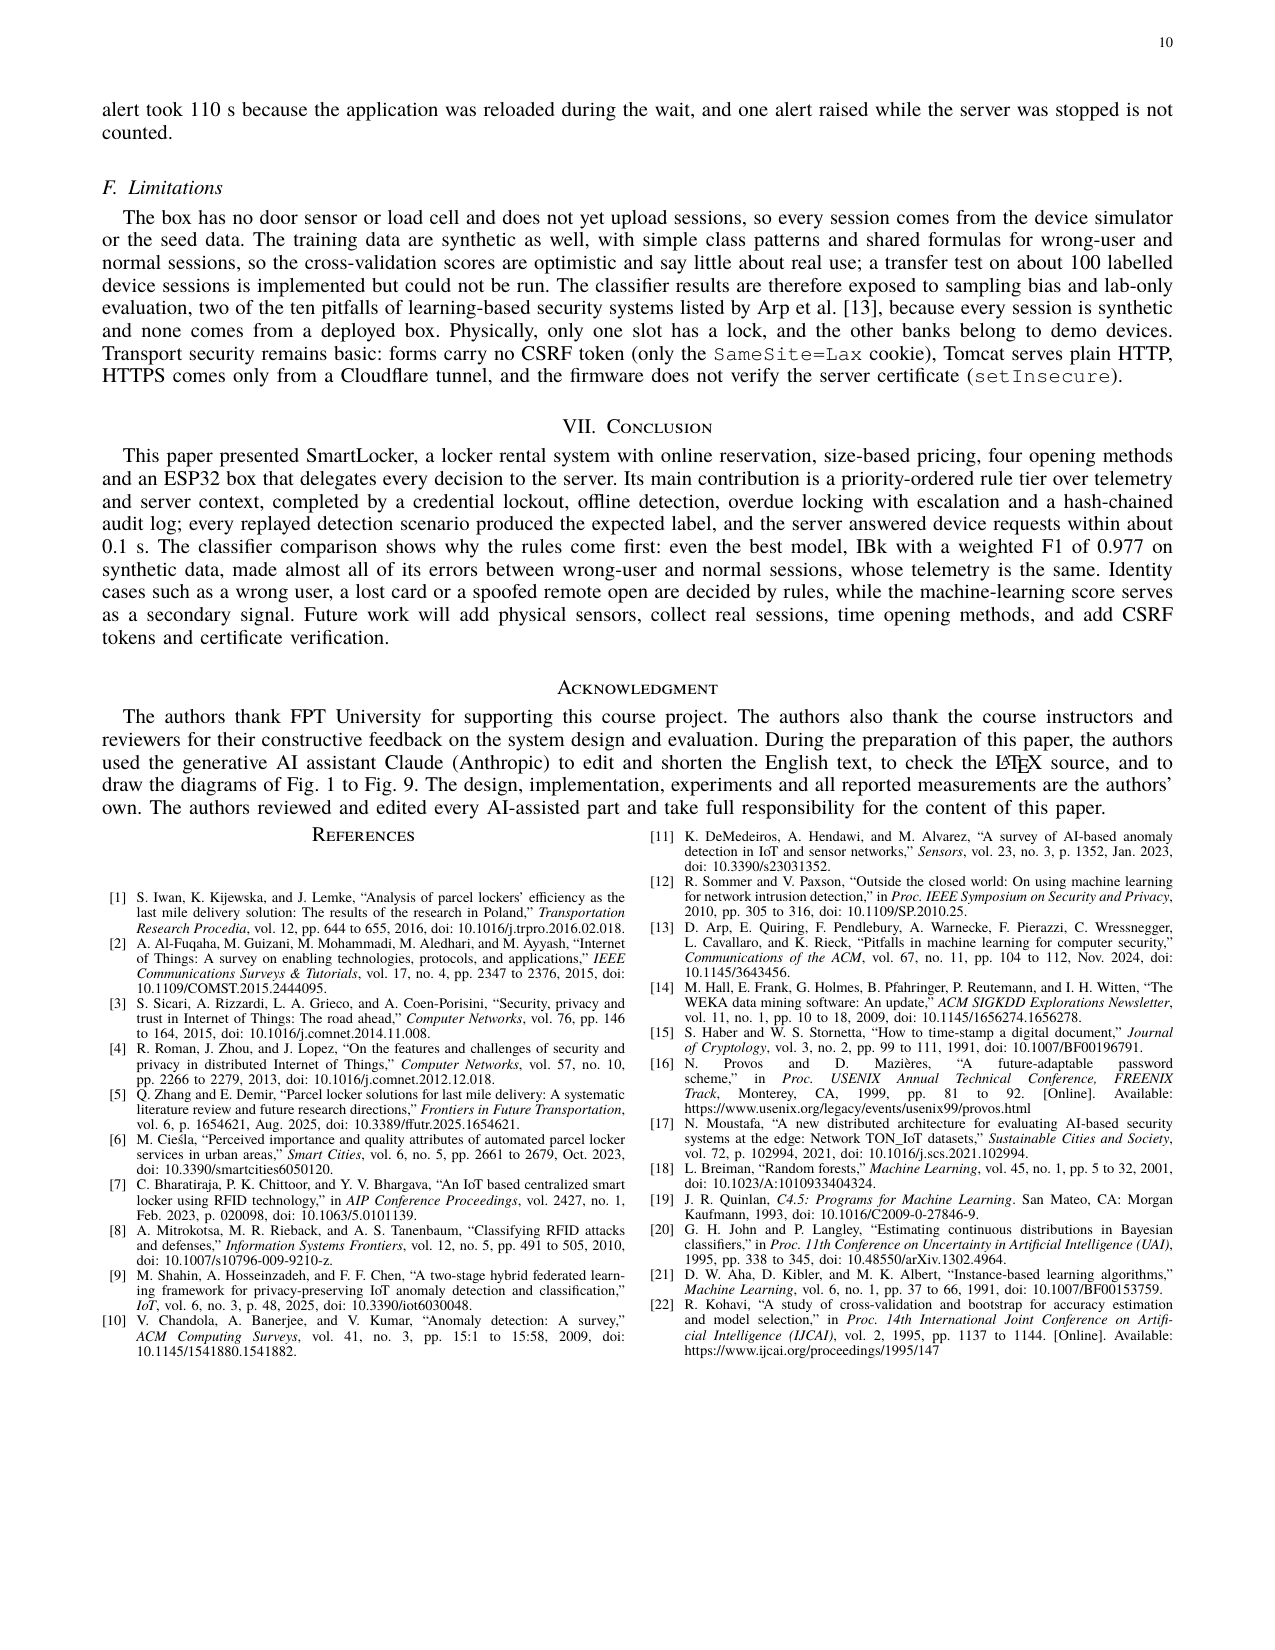 10
alert took 110 s because the application was reloaded during the wait, and one alert raised while the server was stopped is not
counted.
F. Limitations
The box has no door sensor or load cell and does not yet upload sessions, so every session comes from the device simulator
or the seed data. The training data are synthetic as well, with simple class patterns and shared formulas for wrong-user and
normal sessions, so the cross-validation scores are optimistic and say little about real use; a transfer test on about 100 labelled
device sessions is implemented but could not be run. The classifier results are therefore exposed to sampling bias and lab-only
evaluation, two of the ten pitfalls of learning-based security systems listed by Arp et al. [13], because every session is synthetic
and none comes from a deployed box. Physically, only one slot has a lock, and the other banks belong to demo devices.
Transport security remains basic: forms carry no CSRF token (only the SameSite=Lax cookie), Tomcat serves plain HTTP,
HTTPS comes only from a Cloudflare tunnel, and the firmware does not verify the server certificate (setInsecure).
VII. Conclusion
This paper presented SmartLocker, a locker rental system with online reservation, size-based pricing, four opening methods
and an ESP32 box that delegates every decision to the server. Its main contribution is a priority-ordered rule tier over telemetry
and server context, completed by a credential lockout, offline detection, overdue locking with escalation and a hash-chained
audit log; every replayed detection scenario produced the expected label, and the server answered device requests within about
0.1 s. The classifier comparison shows why the rules come first: even the best model, IBk with a weighted F1 of 0.977 on
synthetic data, made almost all of its errors between wrong-user and normal sessions, whose telemetry is the same. Identity
cases such as a wrong user, a lost card or a spoofed remote open are decided by rules, while the machine-learning score serves
as a secondary signal. Future work will add physical sensors, collect real sessions, time opening methods, and add CSRF
tokens and certificate verification.
Acknowledgment
The authors thank FPT University for supporting this course project. The authors also thank the course instructors and
reviewers for their constructive feedback on the system design and evaluation. During the preparation of this paper, the authors
used the generative AI assistant Claude (Anthropic) to edit and shorten the English text, to check the LATEX source, and to
draw the diagrams of Fig. 1 to Fig. 9. The design, implementation, experiments and all reported measurements are the authors’
own. The authors reviewed and edited every AI-assisted part and take full responsibility for the content of this paper.
References
[1] S. Iwan, K. Kijewska, and J. Lemke, “Analysis of parcel lockers’ efficiency as the
last mile delivery solution: The results of the research in Poland,” Transportation
Research Procedia, vol. 12, pp. 644 to 655, 2016, doi: 10.1016/j.trpro.2016.02.018.
[2] A. Al-Fuqaha, M. Guizani, M. Mohammadi, M. Aledhari, and M. Ayyash, “Internet
of Things: A survey on enabling technologies, protocols, and applications,” IEEE
Communications Surveys & Tutorials, vol. 17, no. 4, pp. 2347 to 2376, 2015, doi:
10.1109/COMST.2015.2444095.
[3] S. Sicari, A. Rizzardi, L. A. Grieco, and A. Coen-Porisini, “Security, privacy and
trust in Internet of Things: The road ahead,” Computer Networks, vol. 76, pp. 146
to 164, 2015, doi: 10.1016/j.comnet.2014.11.008.
[4] R. Roman, J. Zhou, and J. Lopez, “On the features and challenges of security and
privacy in distributed Internet of Things,” Computer Networks, vol. 57, no. 10,
pp. 2266 to 2279, 2013, doi: 10.1016/j.comnet.2012.12.018.
[5] Q. Zhang and E. Demir, “Parcel locker solutions for last mile delivery: A systematic
literature review and future research directions,” Frontiers in Future Transportation,
vol. 6, p. 1654621, Aug. 2025, doi: 10.3389/ffutr.2025.1654621.
[6] M. Cieśla, “Perceived importance and quality attributes of automated parcel locker
services in urban areas,” Smart Cities, vol. 6, no. 5, pp. 2661 to 2679, Oct. 2023,
doi: 10.3390/smartcities6050120.
[7] C. Bharatiraja, P. K. Chittoor, and Y. V. Bhargava, “An IoT based centralized smart
locker using RFID technology,” in AIP Conference Proceedings, vol. 2427, no. 1,
Feb. 2023, p. 020098, doi: 10.1063/5.0101139.
[8] A. Mitrokotsa, M. R. Rieback, and A. S. Tanenbaum, “Classifying RFID attacks
and defenses,” Information Systems Frontiers, vol. 12, no. 5, pp. 491 to 505, 2010,
doi: 10.1007/s10796-009-9210-z.
[9] M. Shahin, A. Hosseinzadeh, and F. F. Chen, “A two-stage hybrid federated learn-
ing framework for privacy-preserving IoT anomaly detection and classification,”
IoT, vol. 6, no. 3, p. 48, 2025, doi: 10.3390/iot6030048.
[10] V. Chandola, A. Banerjee, and V. Kumar, “Anomaly detection: A survey,”
ACM Computing Surveys, vol. 41, no. 3, pp. 15:1 to 15:58, 2009, doi:
10.1145/1541880.1541882.
[11] K. DeMedeiros, A. Hendawi, and M. Alvarez, “A survey of AI-based anomaly
detection in IoT and sensor networks,” Sensors, vol. 23, no. 3, p. 1352, Jan. 2023,
doi: 10.3390/s23031352.
[12] R. Sommer and V. Paxson, “Outside the closed world: On using machine learning
for network intrusion detection,” in Proc. IEEE Symposium on Security and Privacy,
2010, pp. 305 to 316, doi: 10.1109/SP.2010.25.
[13] D. Arp, E. Quiring, F. Pendlebury, A. Warnecke, F. Pierazzi, C. Wressnegger,
L. Cavallaro, and K. Rieck, “Pitfalls in machine learning for computer security,”
Communications of the ACM, vol. 67, no. 11, pp. 104 to 112, Nov. 2024, doi:
10.1145/3643456.
[14] M. Hall, E. Frank, G. Holmes, B. Pfahringer, P. Reutemann, and I. H. Witten, “The
WEKA data mining software: An update,” ACM SIGKDD Explorations Newsletter,
vol. 11, no. 1, pp. 10 to 18, 2009, doi: 10.1145/1656274.1656278.
[15] S. Haber and W. S. Stornetta, “How to time-stamp a digital document,” Journal
of Cryptology, vol. 3, no. 2, pp. 99 to 111, 1991, doi: 10.1007/BF00196791.
[16] N. Provos and D. Mazières, “A future-adaptable password
scheme,” in Proc. USENIX Annual Technical Conference, FREENIX
Track, Monterey, CA, 1999, pp. 81 to 92. [Online]. Available:
https://www.usenix.org/legacy/events/usenix99/provos.html
[17] N. Moustafa, “A new distributed architecture for evaluating AI-based security
systems at the edge: Network TON_IoT datasets,” Sustainable Cities and Society,
vol. 72, p. 102994, 2021, doi: 10.1016/j.scs.2021.102994.
[18] L. Breiman, “Random forests,” Machine Learning, vol. 45, no. 1, pp. 5 to 32, 2001,
doi: 10.1023/A:1010933404324.
[19] J. R. Quinlan, C4.5: Programs for Machine Learning. San Mateo, CA: Morgan
Kaufmann, 1993, doi: 10.1016/C2009-0-27846-9.
[20] G. H. John and P. Langley, “Estimating continuous distributions in Bayesian
classifiers,” in Proc. 11th Conference on Uncertainty in Artificial Intelligence (UAI),
1995, pp. 338 to 345, doi: 10.48550/arXiv.1302.4964.
[21] D. W. Aha, D. Kibler, and M. K. Albert, “Instance-based learning algorithms,”
Machine Learning, vol. 6, no. 1, pp. 37 to 66, 1991, doi: 10.1007/BF00153759.
[22] R. Kohavi, “A study of cross-validation and bootstrap for accuracy estimation
and model selection,” in Proc. 14th International Joint Conference on Artifi-
cial Intelligence (IJCAI), vol. 2, 1995, pp. 1137 to 1144. [Online]. Available:
https://www.ijcai.org/proceedings/1995/147